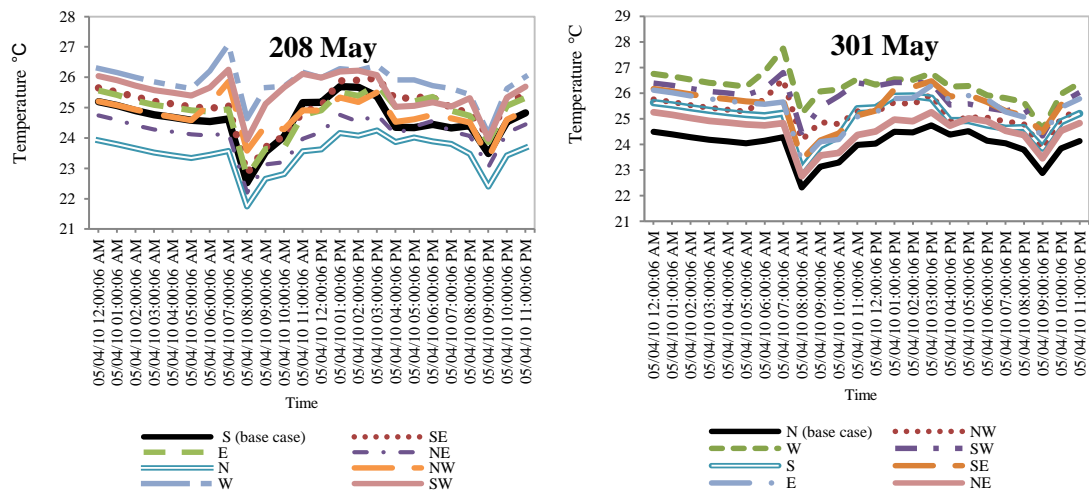 208 May
Temperature °C
28
27
26
25
24
23
22
21
05/04/10 12:00:06 AM
05/04/10 01:00:06 AM
05/04/10 02:00:06 AM
05/04/10 03:00:06 AM
05/04/10 04:00:06 AM
05/04/10 05:00:06 AM
05/04/10 06:00:06 AM
05/04/10 07:00:06 AM
05/04/10 08:00:06 AM
05/04/10 09:00:06 AM
05/04/10 10:00:06 AM
05/04/10 11:00:06 AM
05/04/10 12:00:06 PM
05/04/10 01:00:06 PM
05/04/10 02:00:06 PM
05/04/10 03:00:06 PM
05/04/10 04:00:06 PM
05/04/10 05:00:06 PM
05/04/10 06:00:06 PM
05/04/10 07:00:06 PM
05/04/10 08:00:06 PM
05/04/10 09:00:06 PM
05/04/10 10:00:06 PM
05/04/10 11:00:06 PM
Time
S (base case)
SE
E
NE
N
NW
W
SW
301 May
Temperature °C
29
28
27
26
25
24
23
22
21
05/04/10 12:00:06 AM
05/04/10 01:00:06 AM
05/04/10 02:00:06 AM
05/04/10 03:00:06 AM
05/04/10 04:00:06 AM
05/04/10 05:00:06 AM
05/04/10 06:00:06 AM
05/04/10 07:00:06 AM
05/04/10 08:00:06 AM
05/04/10 09:00:06 AM
05/04/10 10:00:06 AM
05/04/10 11:00:06 AM
05/04/10 12:00:06 PM
05/04/10 01:00:06 PM
05/04/10 02:00:06 PM
05/04/10 03:00:06 PM
05/04/10 04:00:06 PM
05/04/10 05:00:06 PM
05/04/10 06:00:06 PM
05/04/10 07:00:06 PM
05/04/10 08:00:06 PM
05/04/10 09:00:06 PM
05/04/10 10:00:06 PM
05/04/10 11:00:06 PM
Time
N (base case)
NW
W
SW
S
SE
E
NE